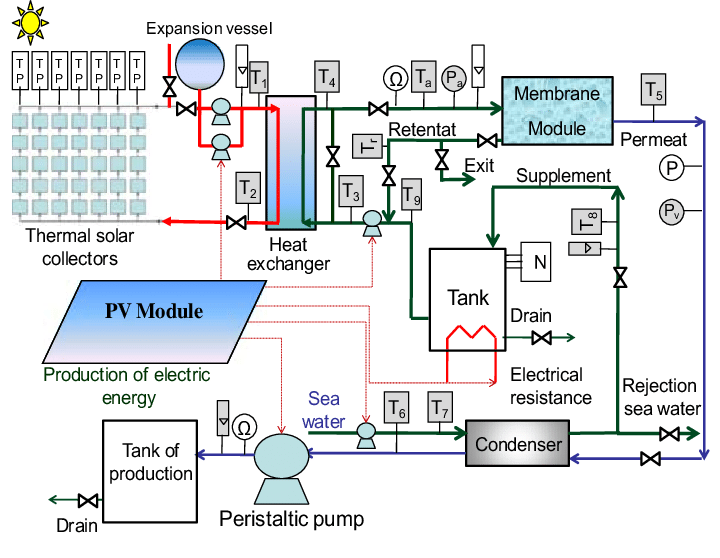 Expansion vessel
T P T P T P T P T P T P T P
T1
T4
Ω
Ta
Pa
Membrane
Module
T5
Permeat
Retentat
Tr
Exit
P
Pv
Supplement
T2
T3
T9
T8
Thermal solar
collectors
Heat
exchanger
N
Tank
Drain
PV Module
Production of electric
energy
Electrical
resistance
Rejection
sea water
Sea
water
T6
T7
Condenser
Ω
Tank of
production
Peristaltic pump
Drain